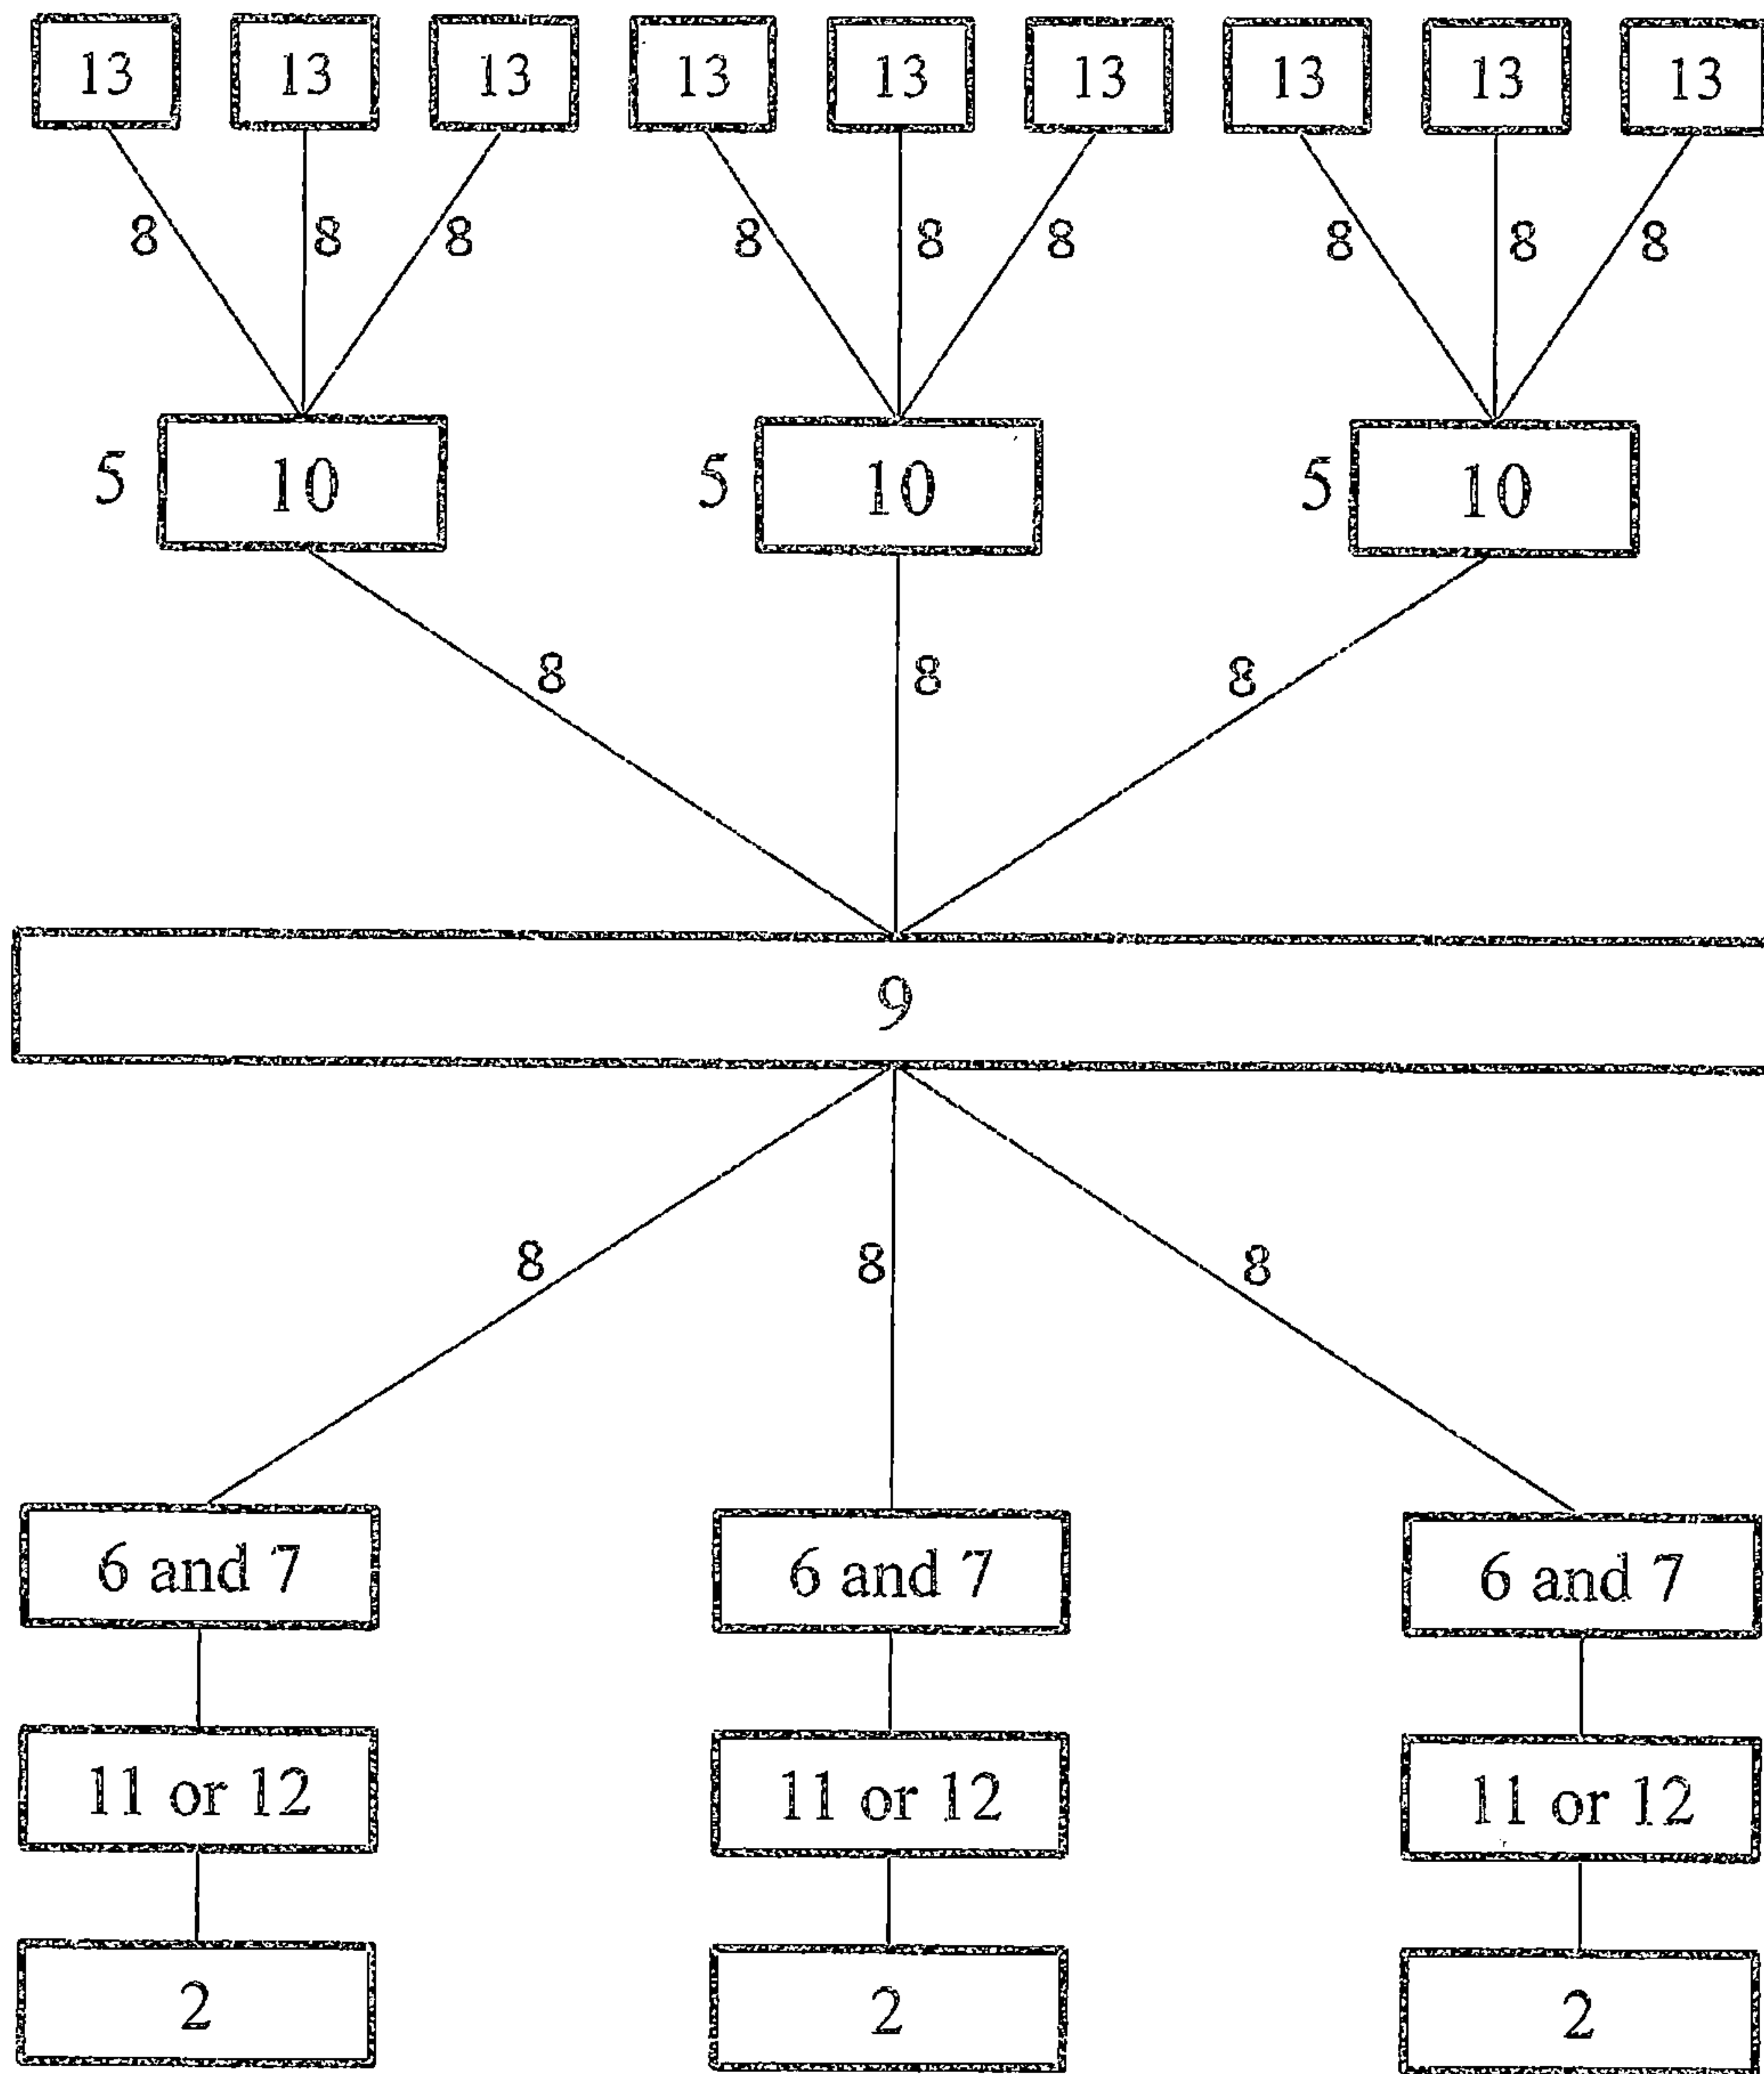 13 13 13 13 13 13 13 13 13
8 8 8 8 8 8 8 8 8
5 10 5 10 5 10
8 8 8
9
8 8 8
6 and 7 6 and 7 6 and 7
11 or 12 11 or 12 11 or 12
2 2 2